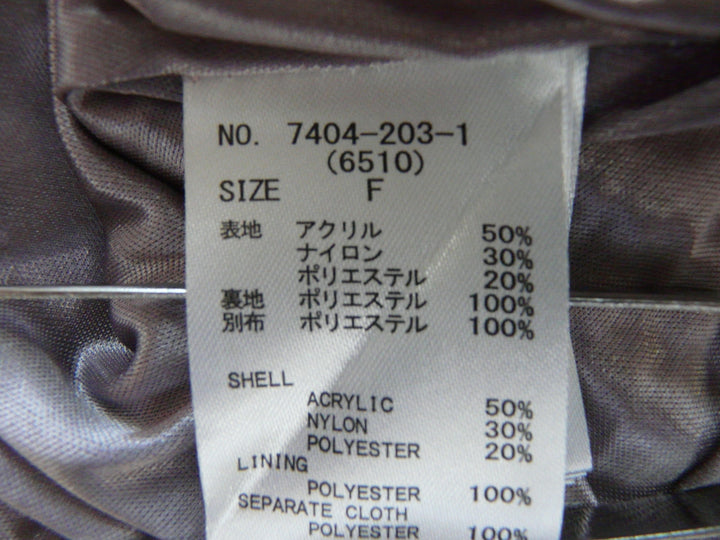 NO. 7404-203-1
(6510)
SIZE F
表地 アクリル 50%
ナイロン 30%
ポリエステル 20%
裏地 ポリエステル 100%
別布 ポリエステル 100%
SHELL
ACRYLIC 50%
NYLON 30%
POLYESTER 20%
LINING
POLYESTER 100%
SEPARATE CLOTH
POLYESTER 100%